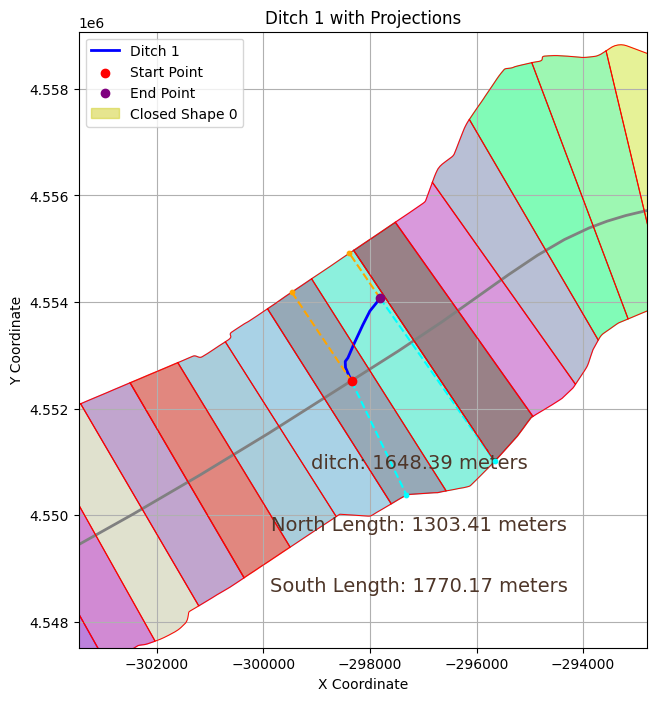 Ditch 1 with Projections
1e6
Ditch 1
Start Point
End Point
Closed Shape 0
4.558
4.556
4.554
4.552
4.550
4.548
Y Coordinate
ditch: 1648.39 meters
North Length: 1303.41 meters
South Length: 1770.17 meters
−302000 −300000 −298000 −296000 −294000
X Coordinate